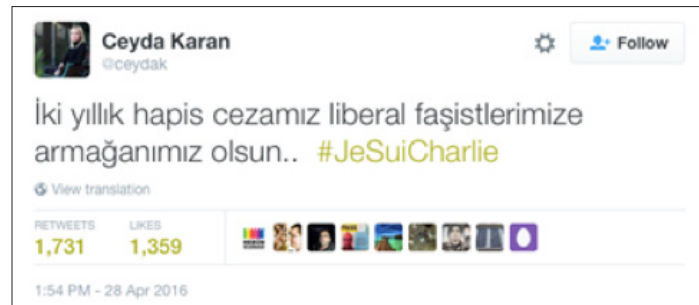 Ceyda Karan
@ceydak
Follow
İki yıllık hapis cezamız liberal faşistlerimize
armağanımız olsun.. #JeSuiCharlie
View translation
RETWEETS LIKES
1,731 1,359
1:54 PM - 28 Apr 2016